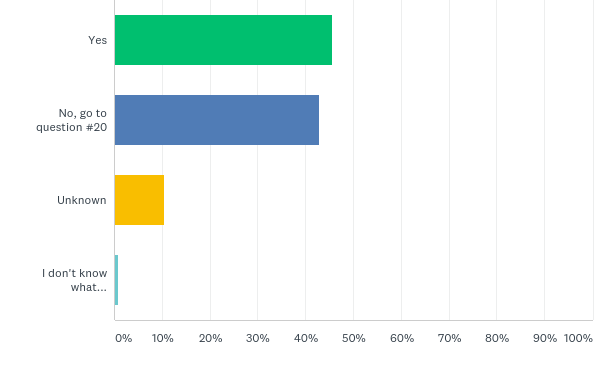 Yes
No, go to
question #20
Unknown
I don't know
what...
0% 10% 20% 30% 40% 50% 60% 70% 80% 90% 100%